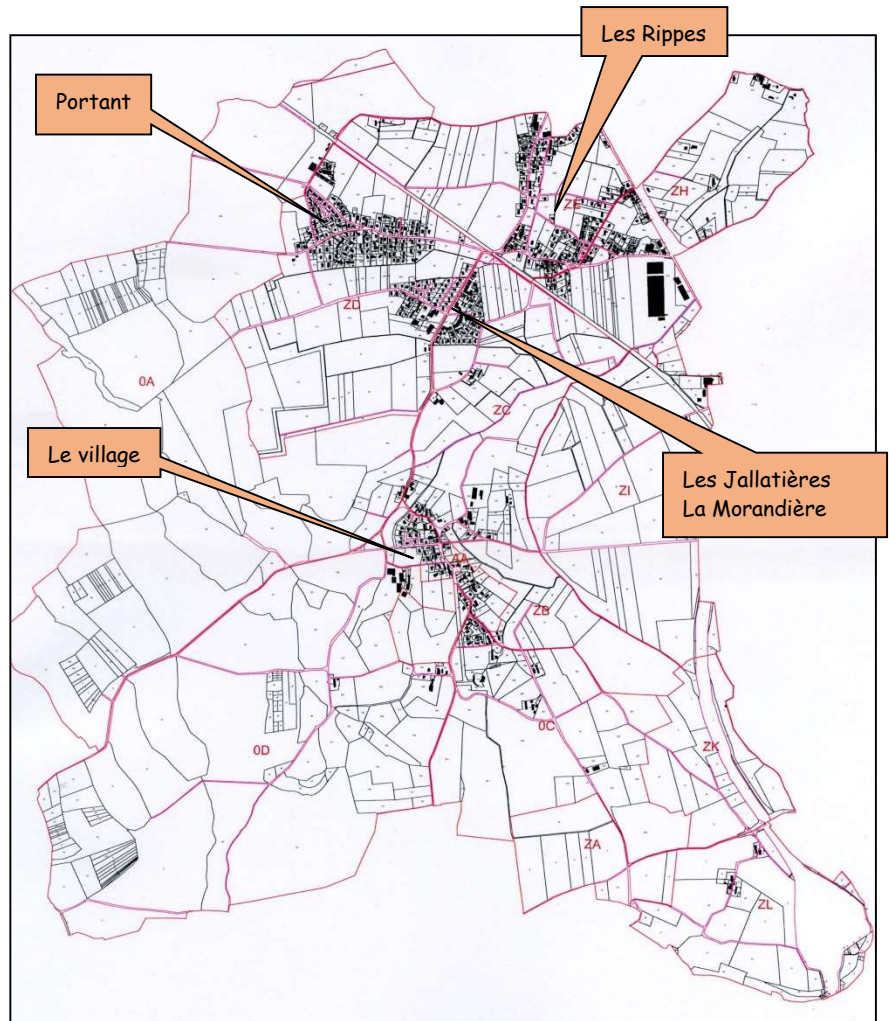 Les Rippes
Portant
ZH
ZE
ZD
0A
ZC
Le village
Les Jallatières
La Morandière
ZI
AA
ZB
0C
0D
ZK
ZA
ZL